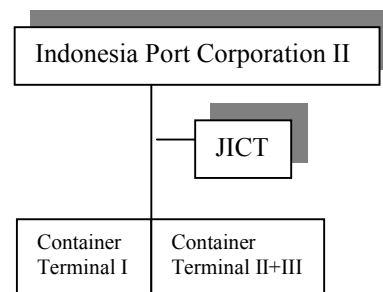 Indonesia Port Corporation II
JICT
Container
Terminal I
Container
Terminal II+III